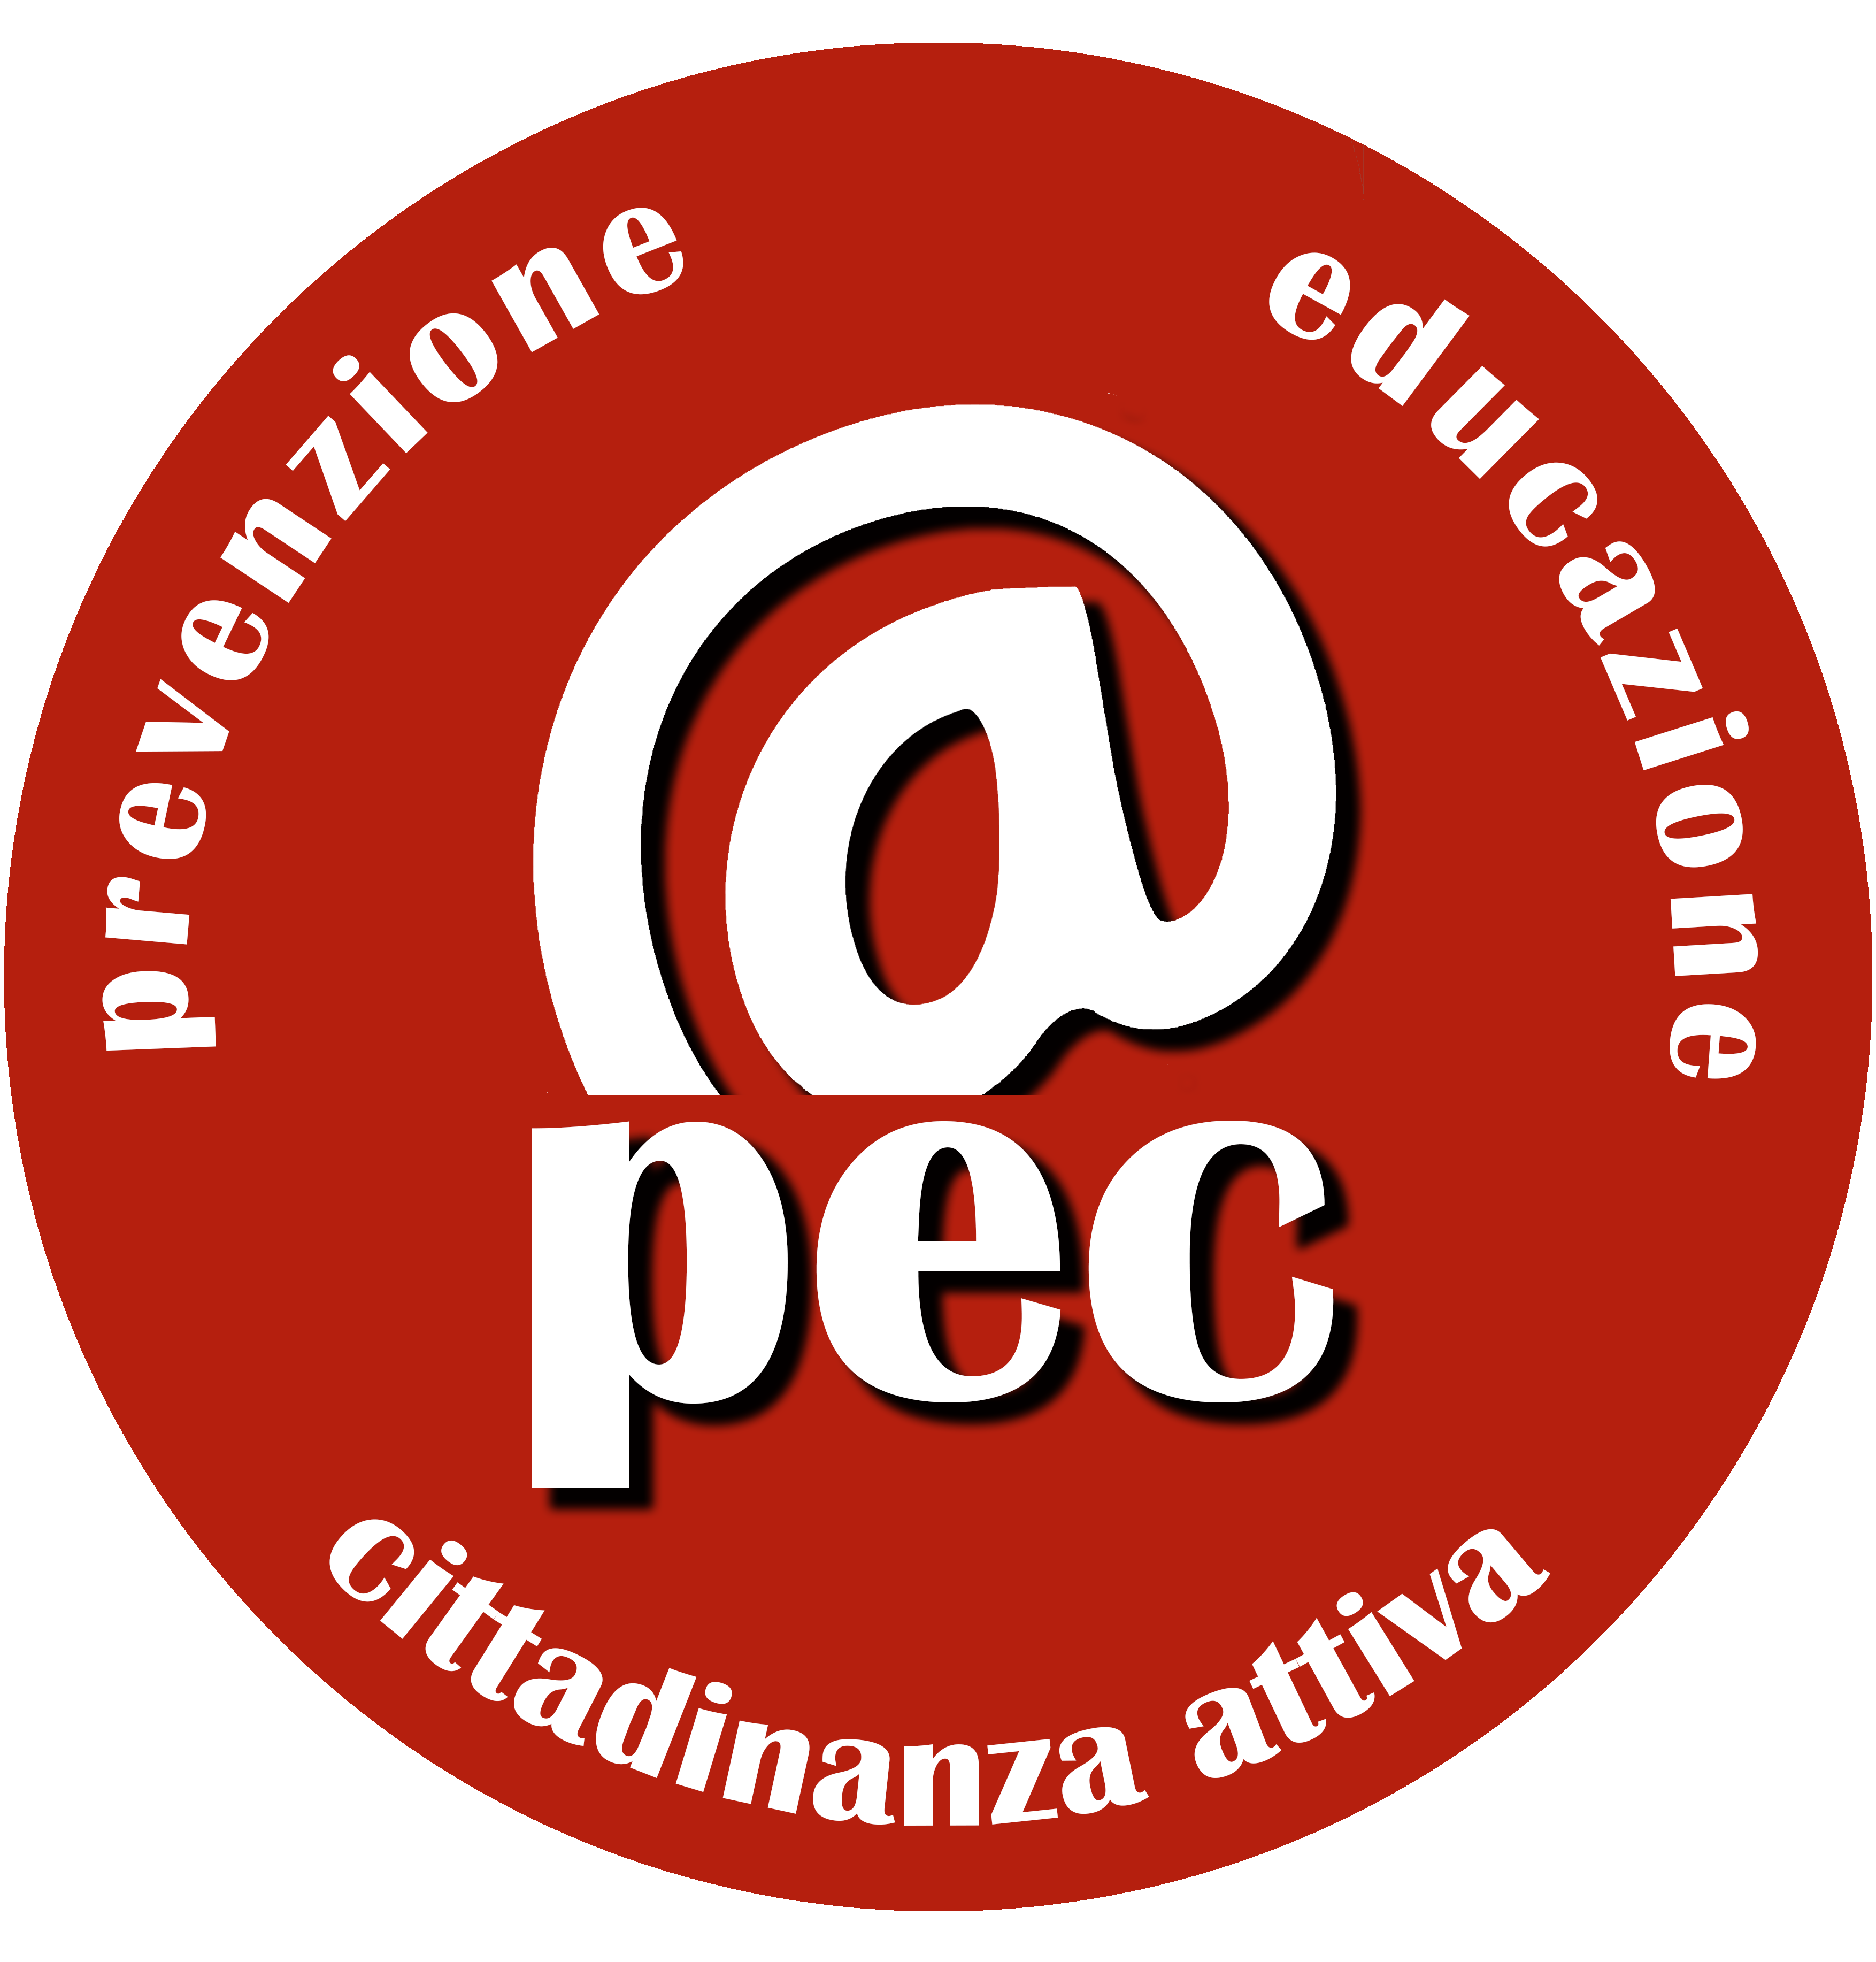 prevenzione
educazione
@
pec
cittadinanza attiva